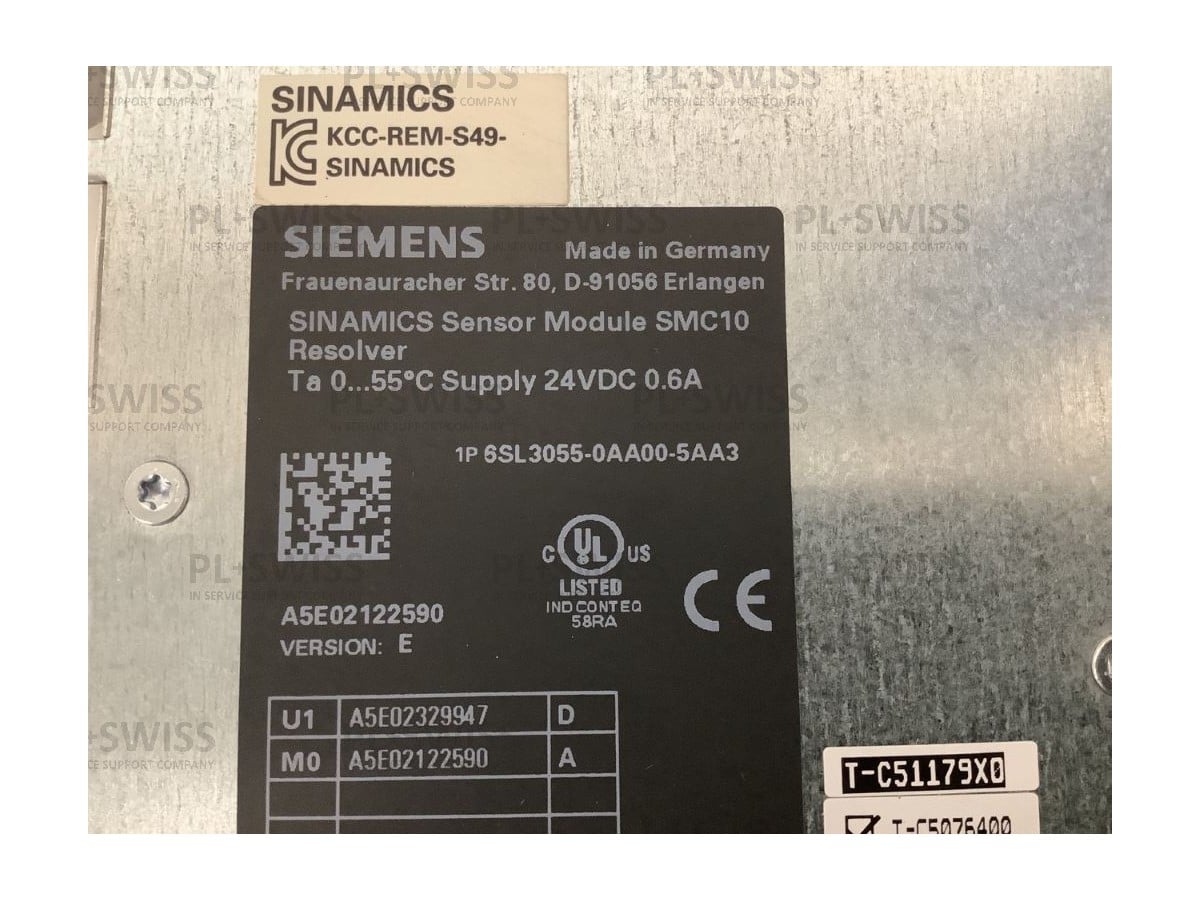 SINAMICS
KCC-REM-S49-
SINAMICS
SIEMENS Made in Germany
Frauenauracher Str. 80, D-91056 Erlangen
SINAMICS Sensor Module SMC10
Resolver
Ta 0...55°C Supply 24VDC 0.6A
1P 6SL3055-0AA00-5AA3
C UL US
LISTED
IND CONT EQ
58RA
CE
A5E02122590
VERSION: E
U1 A5E02329947 D
M0 A5E02122590 A
T-C51179X0
T-C5076400
PL+SWISS
IN SERVICE SUPPORT COMPANY